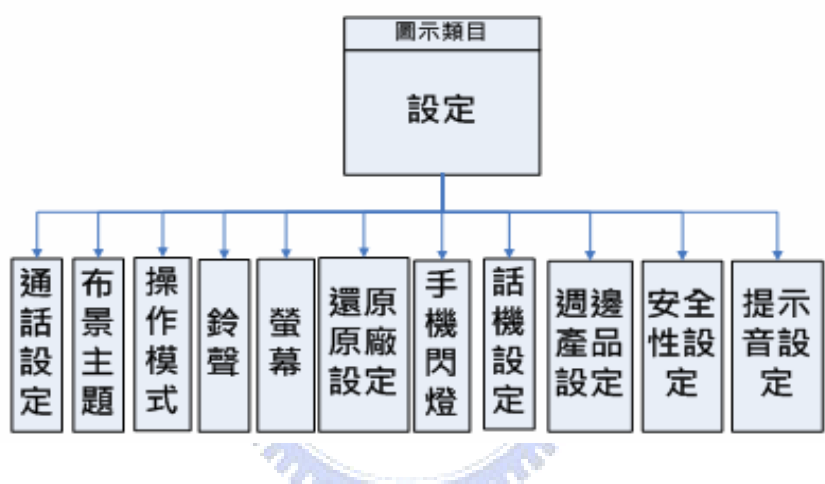 圖示類目
設定
通話設定
布景主題
操作模式
鈴聲
螢幕
還原
原廠
設定
手機閃燈
話機設定
週邊
產品
設定
安全
性設
定
提示
音設
定